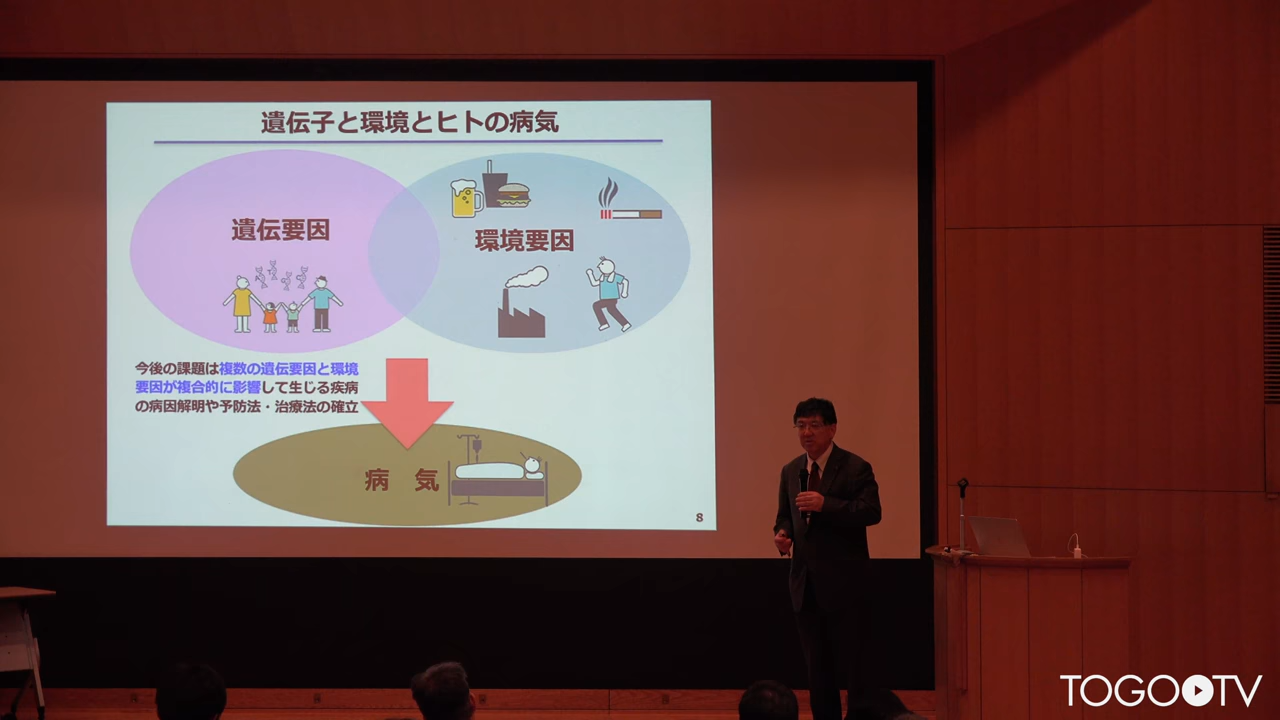 遺伝子と環境とヒトの病気
遺伝要因
環境要因
今後の課題は複数の遺伝要因と環境
要因が複合的に影響して生じる疾病
の病因解明や予防法・治療法の確立
病 気
8
TOGO TV